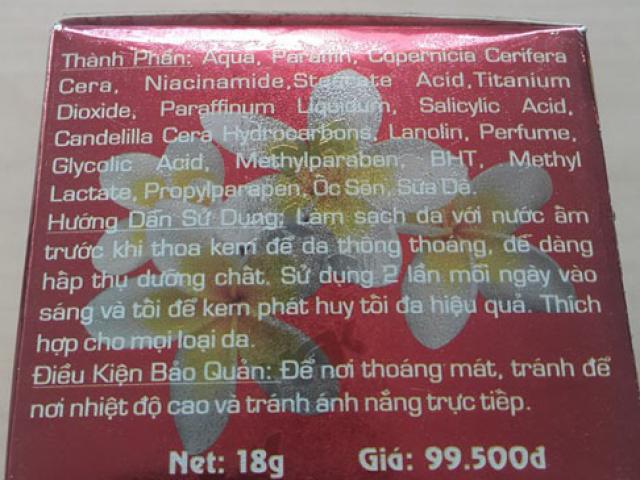 Thành Phần: Aqua, Paraffin, Copernicia Cerifera
Cera, Niacinamide,Stearate Acid,Titanium
Dioxide, Paraffinum Liquidum, Salicylic Acid,
Candelilla Cera Hydrocarbons, Lanolin, Perfume,
Glycolic Acid, Methylparaben, BHT, Methyl
Lactate, Propylparapen, Ốc Sên, Sữa Dê.
Hướng Dẫn Sử Dụng: Làm sạch da với nước ấm
trước khi thoa kem để da thông thoáng, dễ dàng
hấp thụ dưỡng chất. Sử dụng 2 lần mỗi ngày vào
sáng và tối để kem phát huy tối đa hiệu quả. Thích
hợp cho mọi loại da.
Điều Kiện Bảo Quản: Để nơi thoáng mát, tránh để
nơi nhiệt độ cao và tránh ánh nắng trực tiếp.
Net: 18g Giá: 99.500đ